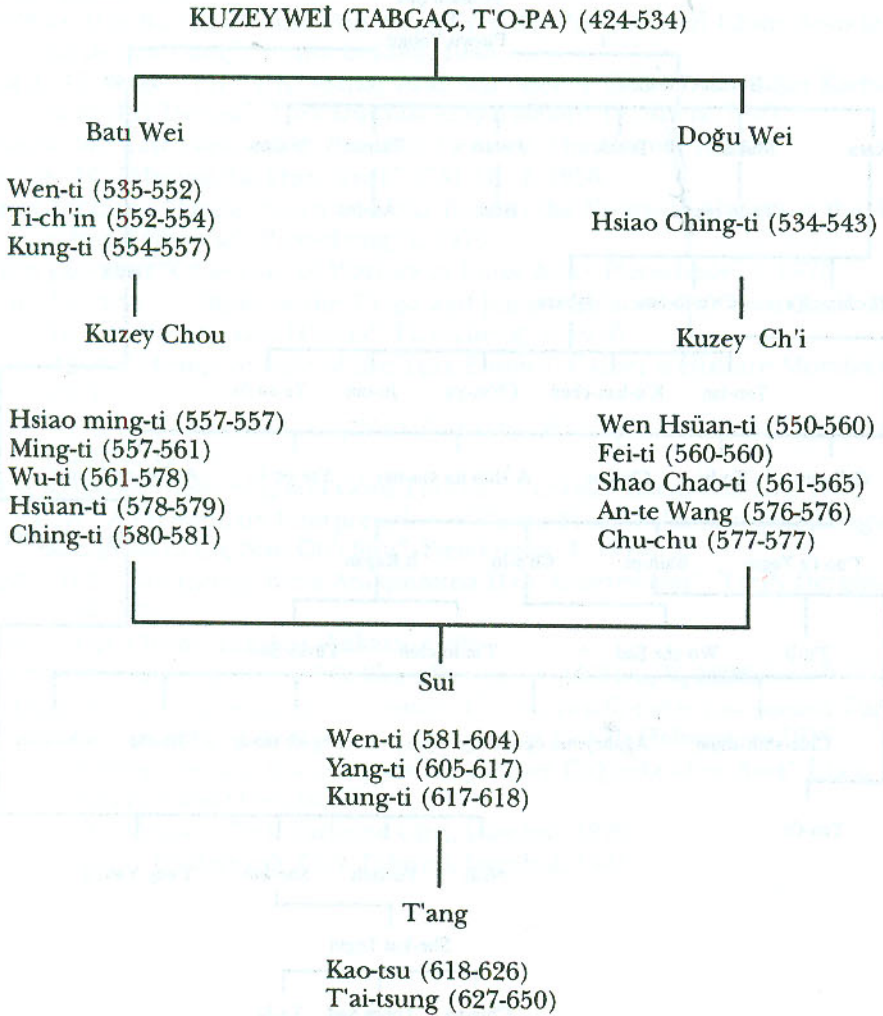 KUZEY WEİ (TABGAÇ, T'O-PA) (424-534)
Batı Wei
Wen-ti (535-552)
Ti-ch'in (552-554)
Kung-ti (554-557)
Kuzey Chou
Hsiao ming-ti (557-557)
Ming-ti (557-561)
Wu-ti (561-578)
Hsüan-ti (578-579)
Ching-ti (580-581)
Doğu Wei
Hsiao Ching-ti (534-543)
Kuzey Ch'i
Wen Hsüan-ti (550-560)
Fei-ti (560-560)
Shao Chao-ti (561-565)
An-te Wang (576-576)
Chu-chu (577-577)
Sui
Wen-ti (581-604)
Yang-ti (605-617)
Kung-ti (617-618)
T'ang
Kao-tsu (618-626)
T'ai-tsung (627-650)